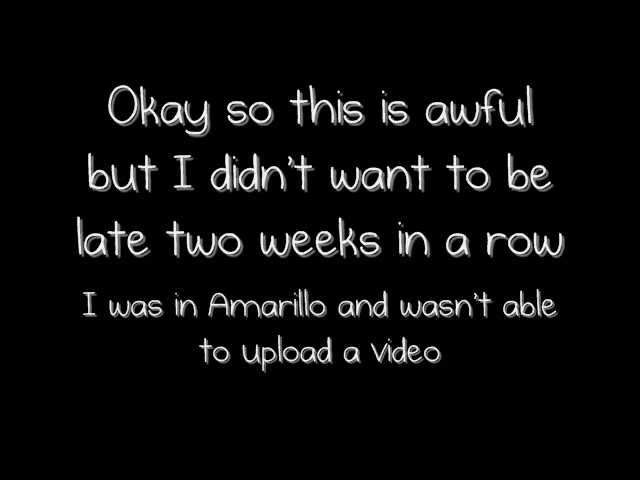 Okay so this is awful
but I didn't want to be
late two weeks in a row
I was in Amarillo and wasn't able
to upload a video